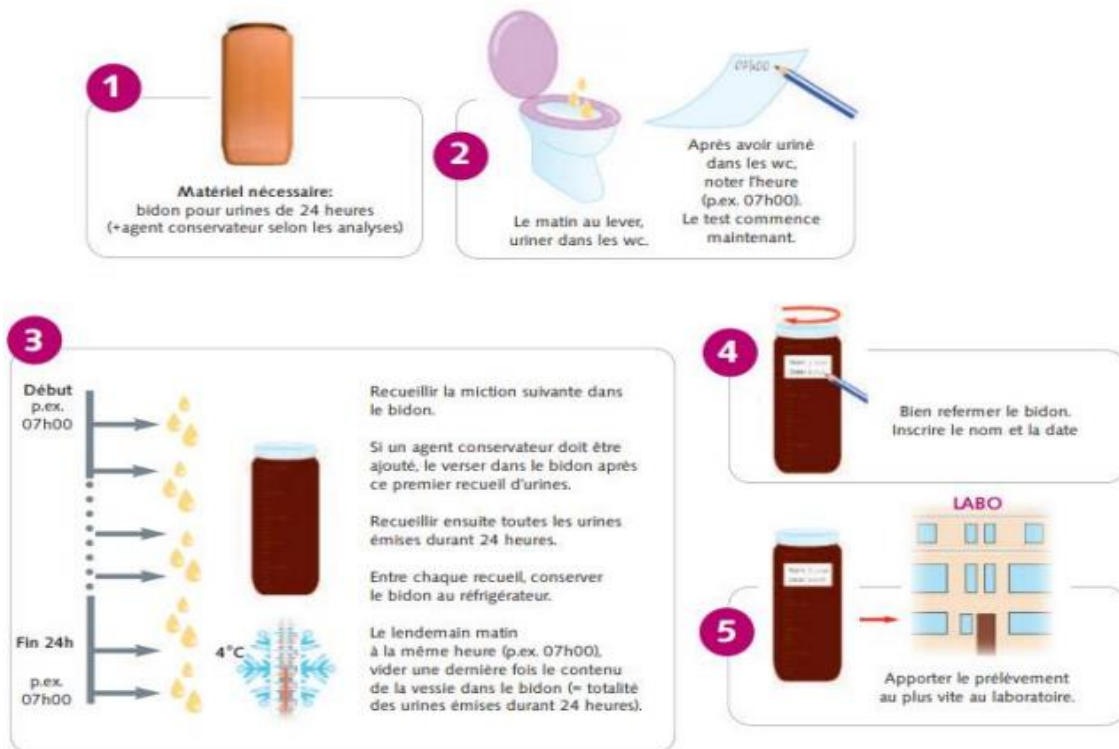 1
Matériel nécessaire:
bidon pour urines de 24 heures
(+agent conservateur selon les analyses)
2
Le matin au lever,
uriner dans les wc.
07h00
Après avoir uriné
dans les wc,
noter l'heure
(p.ex. 07h00).
Le test commence
maintenant.
3
Début
p.ex.
07h00
Fin 24h
p.ex.
07h00
4°C
Recueillir la miction suivante dans
le bidon.
Si un agent conservateur doit être
ajouté, le verser dans le bidon après
ce premier recueil d'urines.
Recueillir ensuite toutes les urines
émises durant 24 heures.
Entre chaque recueil, conserver
le bidon au réfrigérateur.
Le lendemain matin
à la même heure (p.ex. 07h00),
vider une dernière fois le contenu
de la vessie dans le bidon (= totalité
des urines émises durant 24 heures).
4
Bien refermer le bidon.
Inscrire le nom et la date
5
LABO
Apporter le prélèvement
au plus vite au laboratoire.